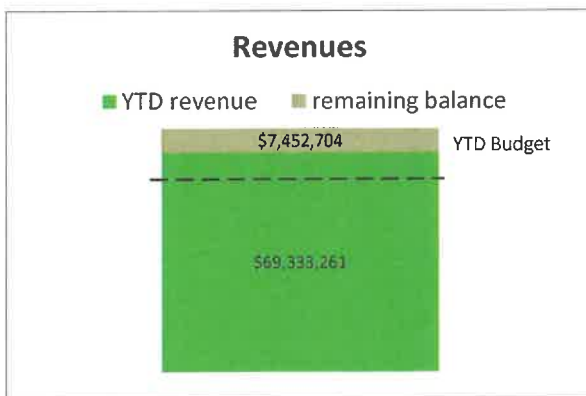 Revenues
YTD revenue remaining balance
$7,452,704 YTD Budget
$69,333,261